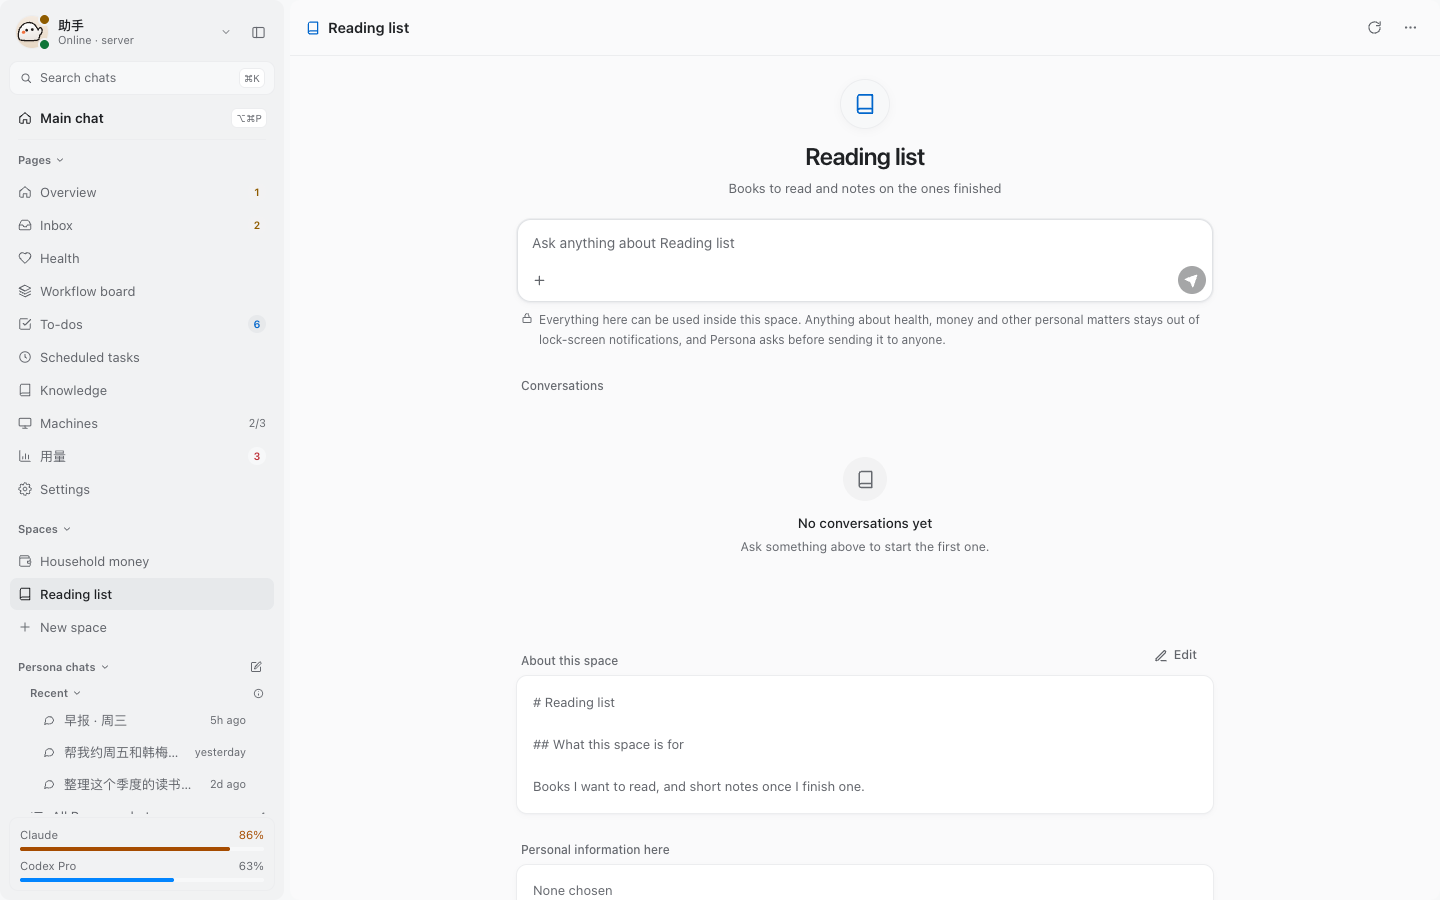 助手
Online · server
Search chats
⌘K
Main chat
⌥⌘P
Pages
Overview
1
Inbox
2
Health
Workflow board
To-dos
6
Scheduled tasks
Knowledge
Machines
2/3
用量
3
Settings
Spaces
Household money
Reading list
New space
Persona chats
Recent
早报 · 周三
5h ago
帮我约周五和韩梅…
yesterday
整理这个季度的读书…
2d ago
Claude
86%
Codex Pro
63%
Reading list
Reading list
Books to read and notes on the ones finished
Ask anything about Reading list
Everything here can be used inside this space. Anything about health, money and other personal matters stays out of
lock-screen notifications, and Persona asks before sending it to anyone.
Conversations
No conversations yet
Ask something above to start the first one.
About this space
Edit
# Reading list
## What this space is for
Books I want to read, and short notes once I finish one.
Personal information here
None chosen